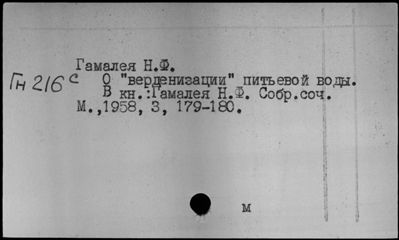 Гамалея Н.Ф.
Гн 216 с
О "верденизации" питьевой воды.
В кн.:Гамалея Н.Ф. Собр.соч.
М.,1958, 3, 179-180.
м